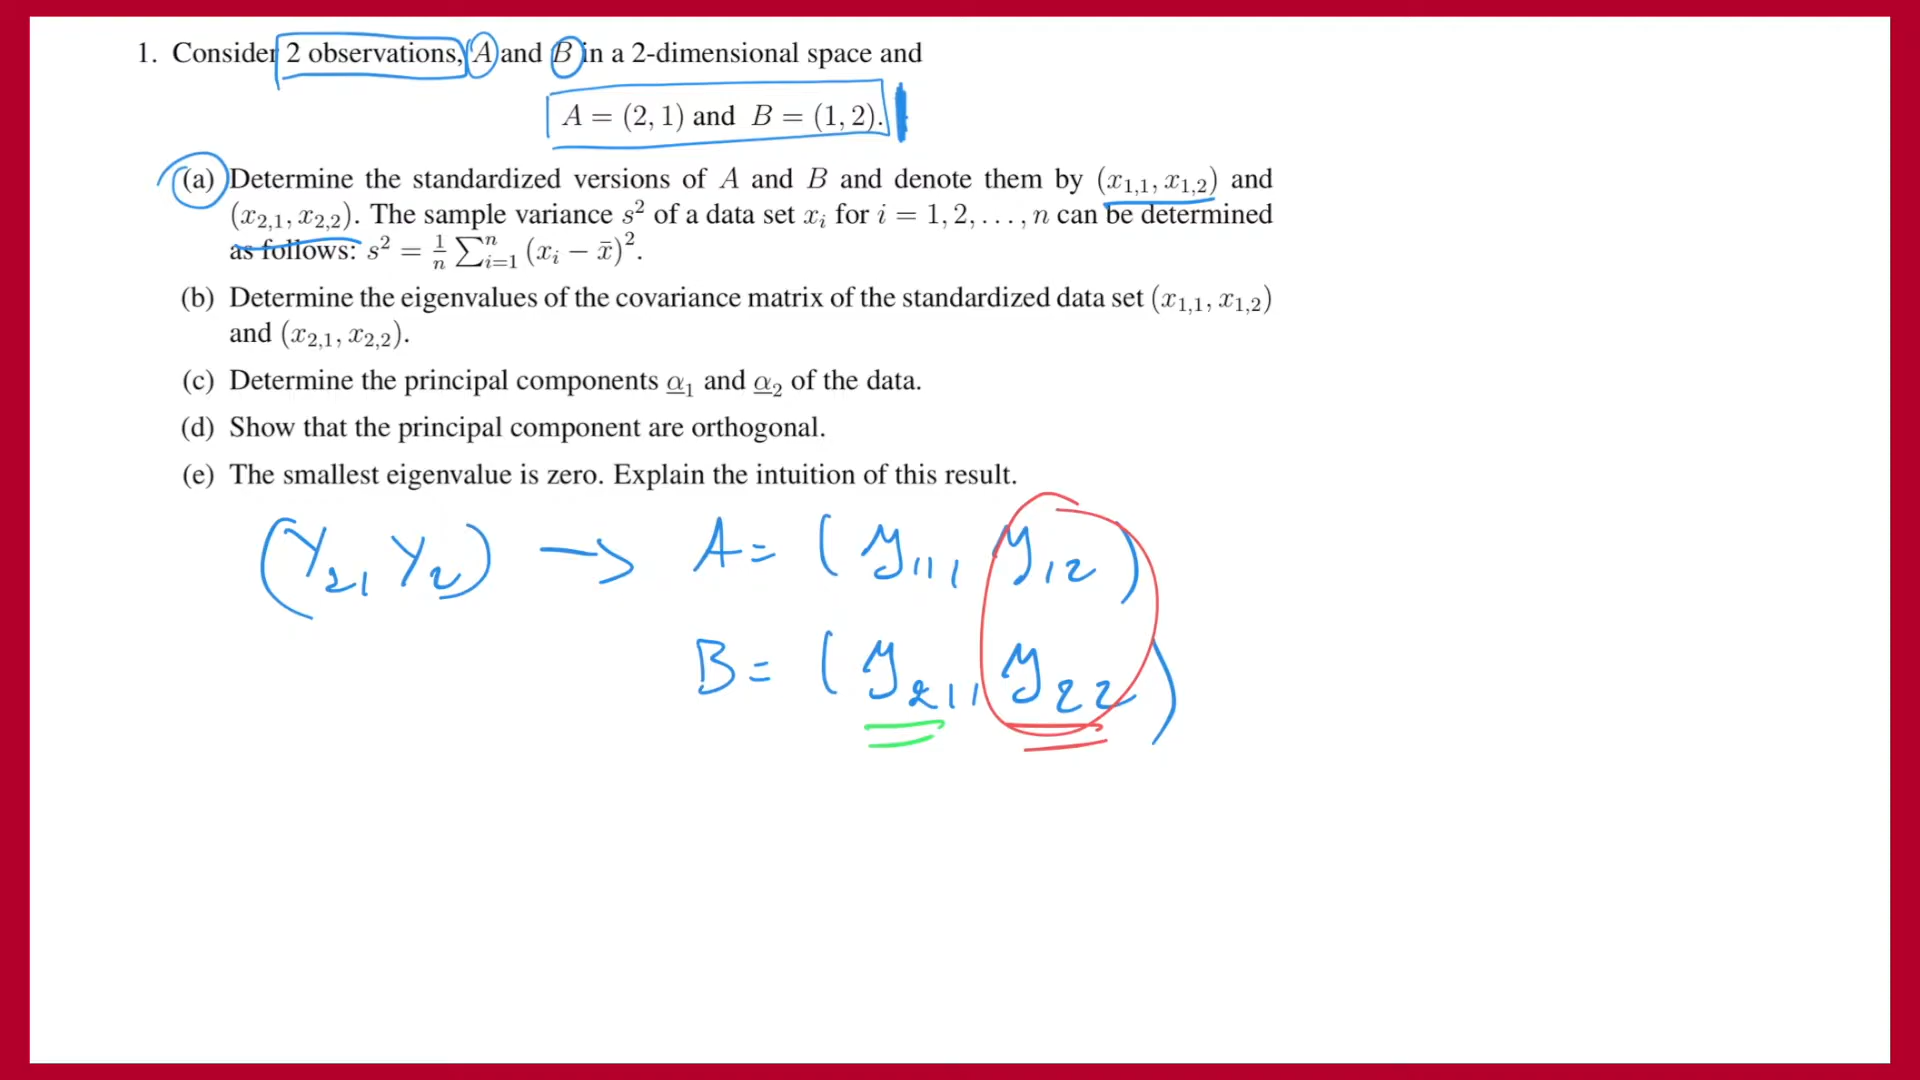 1. Consider 2 observations, A and B in a 2-dimensional space and
A = (2, 1) and B = (1, 2).
(a) Determine the standardized versions of A and B and denote them by (x₁,₁, x₁,₂) and
(x₂,₁, x₂,₂). The sample variance s² of a data set xᵢ for i = 1, 2, . . . , n can be determined
as follows: s² = 1/n ∑ⁿᵢ₌₁ (xᵢ − x̄)².
(b) Determine the eigenvalues of the covariance matrix of the standardized data set (x₁,₁, x₁,₂)
and (x₂,₁, x₂,₂).
(c) Determine the principal components α₁ and α₂ of the data.
(d) Show that the principal component are orthogonal.
(e) The smallest eigenvalue is zero. Explain the intuition of this result.
(Y₂, Y₂) → A = (y₁₁, y₁₂)
B = (y₂₁, y₂₂)